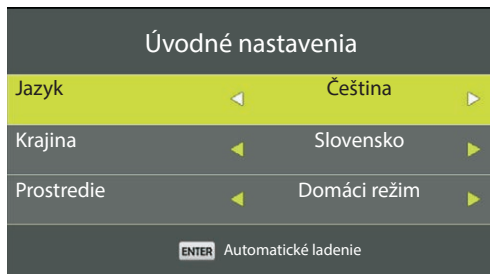 Úvodné nastavenia
Jazyk Čeština
Krajina Slovensko
Prostredie Domáci režim
ENTER Automatické ladenie